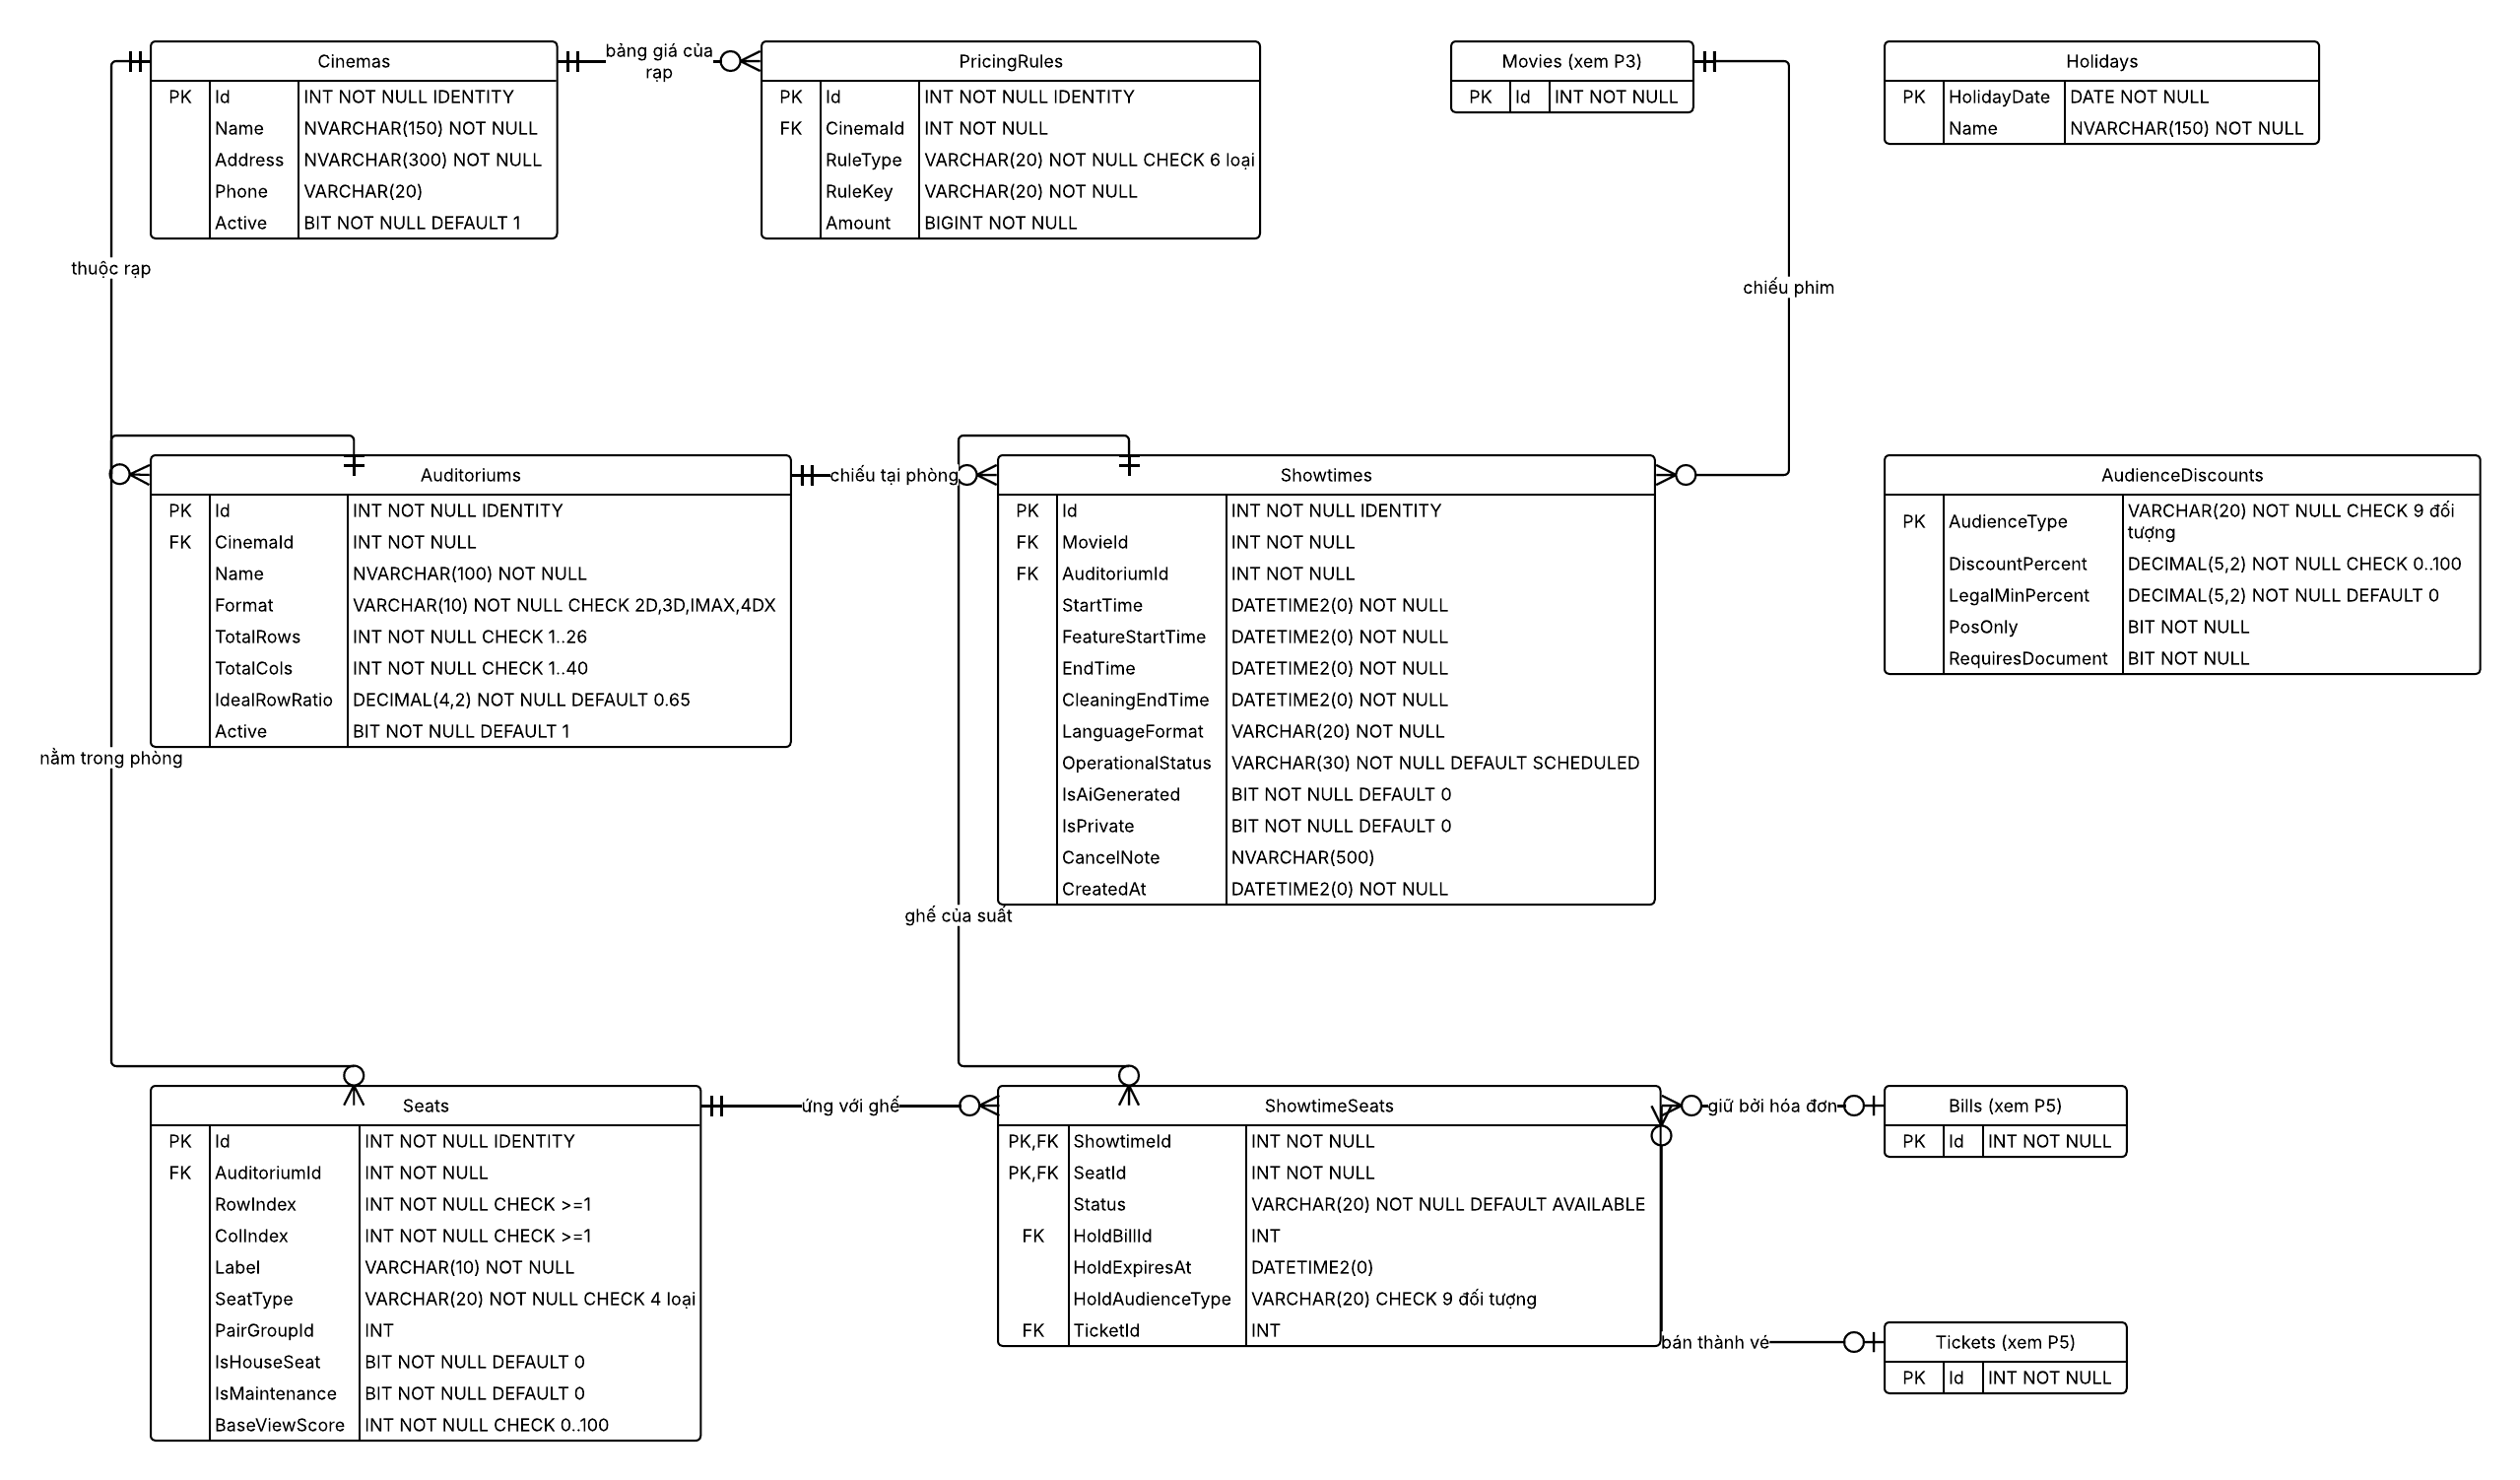 Cinemas
PK Id INT NOT NULL IDENTITY
Name NVARCHAR(150) NOT NULL
Address NVARCHAR(300) NOT NULL
Phone VARCHAR(20)
Active BIT NOT NULL DEFAULT 1
bảng giá của
rạp
PricingRules
PK Id INT NOT NULL IDENTITY
FK CinemaId INT NOT NULL
RuleType VARCHAR(20) NOT NULL CHECK 6 loại
RuleKey VARCHAR(20) NOT NULL
Amount BIGINT NOT NULL
Movies (xem P3)
PK Id INT NOT NULL
Holidays
PK HolidayDate DATE NOT NULL
Name NVARCHAR(150) NOT NULL
thuộc rạp
chiếu phim
Auditoriums
PK Id INT NOT NULL IDENTITY
FK CinemaId INT NOT NULL
Name NVARCHAR(100) NOT NULL
Format VARCHAR(10) NOT NULL CHECK 2D,3D,IMAX,4DX
TotalRows INT NOT NULL CHECK 1..26
TotalCols INT NOT NULL CHECK 1..40
IdealRowRatio DECIMAL(4,2) NOT NULL DEFAULT 0.65
Active BIT NOT NULL DEFAULT 1
chiếu tại phòng
Showtimes
PK Id INT NOT NULL IDENTITY
FK MovieId INT NOT NULL
FK AuditoriumId INT NOT NULL
StartTime DATETIME2(0) NOT NULL
FeatureStartTime DATETIME2(0) NOT NULL
EndTime DATETIME2(0) NOT NULL
CleaningEndTime DATETIME2(0) NOT NULL
LanguageFormat VARCHAR(20) NOT NULL
OperationalStatus VARCHAR(30) NOT NULL DEFAULT SCHEDULED
IsAiGenerated BIT NOT NULL DEFAULT 0
IsPrivate BIT NOT NULL DEFAULT 0
CancelNote NVARCHAR(500)
CreatedAt DATETIME2(0) NOT NULL
AudienceDiscounts
PK AudienceType VARCHAR(20) NOT NULL CHECK 9 đối
tượng
DiscountPercent DECIMAL(5,2) NOT NULL CHECK 0..100
LegalMinPercent DECIMAL(5,2) NOT NULL DEFAULT 0
PosOnly BIT NOT NULL
RequiresDocument BIT NOT NULL
nằm trong phòng
ghế của suất
Seats
PK Id INT NOT NULL IDENTITY
FK AuditoriumId INT NOT NULL
RowIndex INT NOT NULL CHECK >=1
ColIndex INT NOT NULL CHECK >=1
Label VARCHAR(10) NOT NULL
SeatType VARCHAR(20) NOT NULL CHECK 4 loại
PairGroupId INT
IsHouseSeat BIT NOT NULL DEFAULT 0
IsMaintenance BIT NOT NULL DEFAULT 0
BaseViewScore INT NOT NULL CHECK 0..100
ứng với ghế
ShowtimeSeats
PK,FK ShowtimeId INT NOT NULL
PK,FK SeatId INT NOT NULL
Status VARCHAR(20) NOT NULL DEFAULT AVAILABLE
FK HoldBillId INT
HoldExpiresAt DATETIME2(0)
HoldAudienceType VARCHAR(20) CHECK 9 đối tượng
FK TicketId INT
giữ bởi hóa đơn
Bills (xem P5)
PK Id INT NOT NULL
bán thành vé
Tickets (xem P5)
PK Id INT NOT NULL